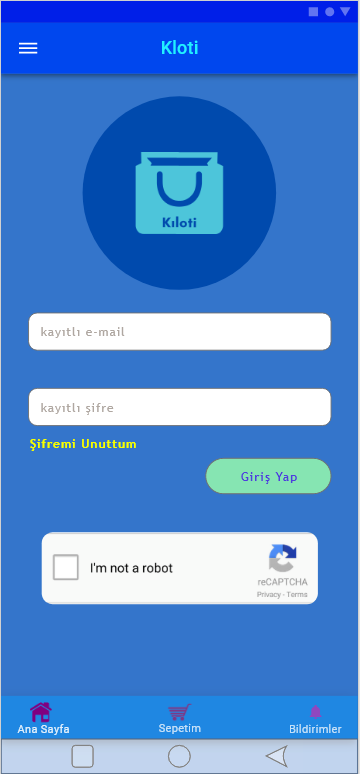 Kloti
Kıloti
kayıtlı e-mail
kayıtlı şifre
Şifremi Unuttum
Giriş Yap
I'm not a robot
reCAPTCHA
Privacy - Terms
Ana Sayfa
Sepetim
Bildirimler